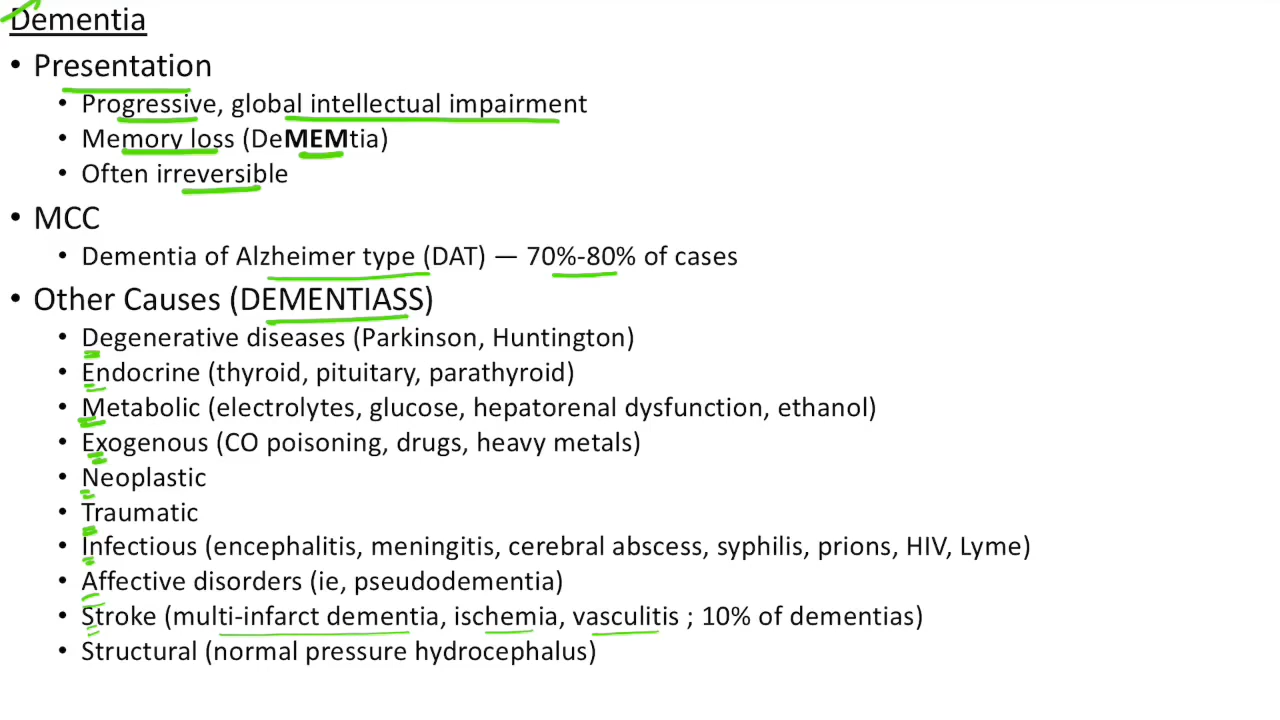 Dementia
• Presentation
• Progressive, global intellectual impairment
• Memory loss (DeMEMtia)
• Often irreversible
• MCC
• Dementia of Alzheimer type (DAT) — 70%-80% of cases
• Other Causes (DEMENTIASS)
• Degenerative diseases (Parkinson, Huntington)
• Endocrine (thyroid, pituitary, parathyroid)
• Metabolic (electrolytes, glucose, hepatorenal dysfunction, ethanol)
• Exogenous (CO poisoning, drugs, heavy metals)
• Neoplastic
• Traumatic
• Infectious (encephalitis, meningitis, cerebral abscess, syphilis, prions, HIV, Lyme)
• Affective disorders (ie, pseudodementia)
• Stroke (multi-infarct dementia, ischemia, vasculitis ; 10% of dementias)
• Structural (normal pressure hydrocephalus)